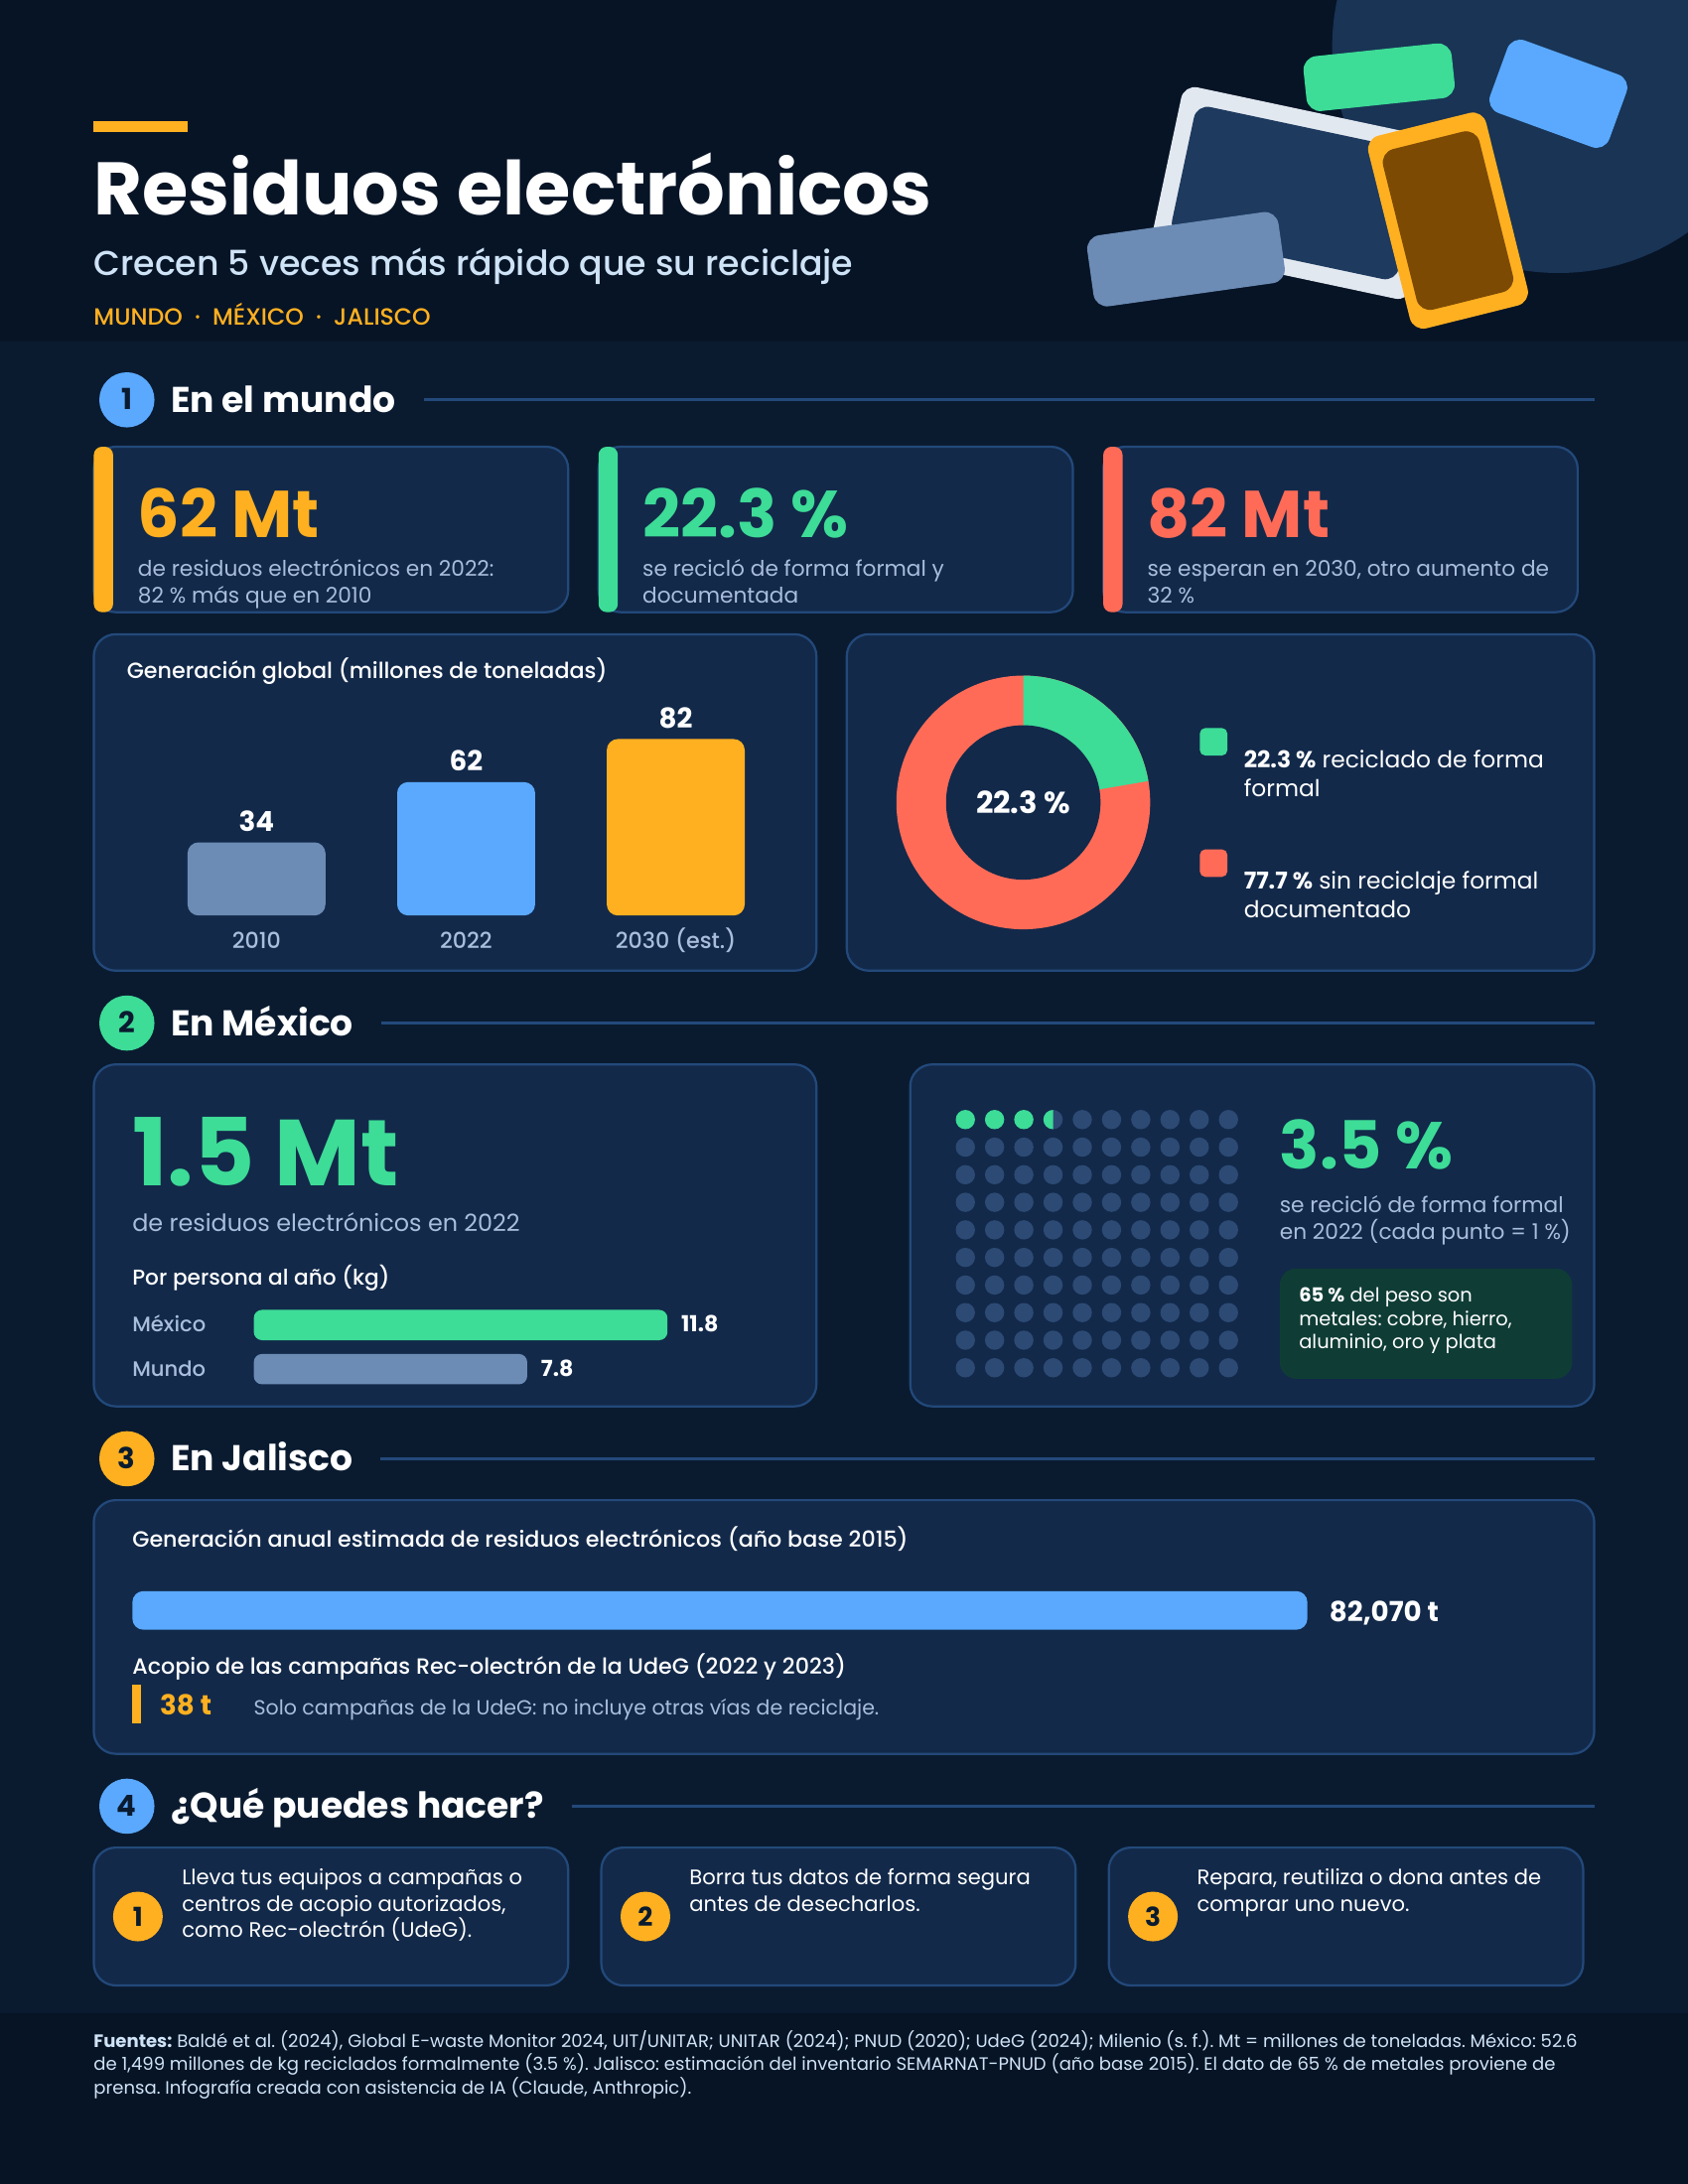 Residuos electrónicos
Crecen 5 veces más rápido que su reciclaje
MUNDO · MÉXICO · JALISCO
1 En el mundo
62 Mt
de residuos electrónicos en 2022:
82 % más que en 2010
22.3 %
se recicló de forma formal y
documentada
82 Mt
se esperan en 2030, otro aumento de
32 %
Generación global (millones de toneladas)
34
62
82
2010
2022
2030 (est.)
22.3 %
22.3 % reciclado de forma
formal
77.7 % sin reciclaje formal
documentado
2 En México
1.5 Mt
de residuos electrónicos en 2022
Por persona al año (kg)
México 11.8
Mundo 7.8
3.5 %
se recicló de forma formal
en 2022 (cada punto = 1 %)
65 % del peso son
metales: cobre, hierro,
aluminio, oro y plata
3 En Jalisco
Generación anual estimada de residuos electrónicos (año base 2015)
82,070 t
Acopio de las campañas Rec-olectrón de la UdeG (2022 y 2023)
38 t Solo campañas de la UdeG: no incluye otras vías de reciclaje.
4 ¿Qué puedes hacer?
1
Lleva tus equipos a campañas o
centros de acopio autorizados,
como Rec-olectrón (UdeG).
2
Borra tus datos de forma segura
antes de desecharlos.
3
Repara, reutiliza o dona antes de
comprar uno nuevo.
Fuentes: Baldé et al. (2024), Global E-waste Monitor 2024, UIT/UNITAR; UNITAR (2024); PNUD (2020); UdeG (2024); Milenio (s. f.). Mt = millones de toneladas. México: 52.6
de 1,499 millones de kg reciclados formalmente (3.5 %). Jalisco: estimación del inventario SEMARNAT-PNUD (año base 2015). El dato de 65 % de metales proviene de
prensa. Infografía creada con asistencia de IA (Claude, Anthropic).